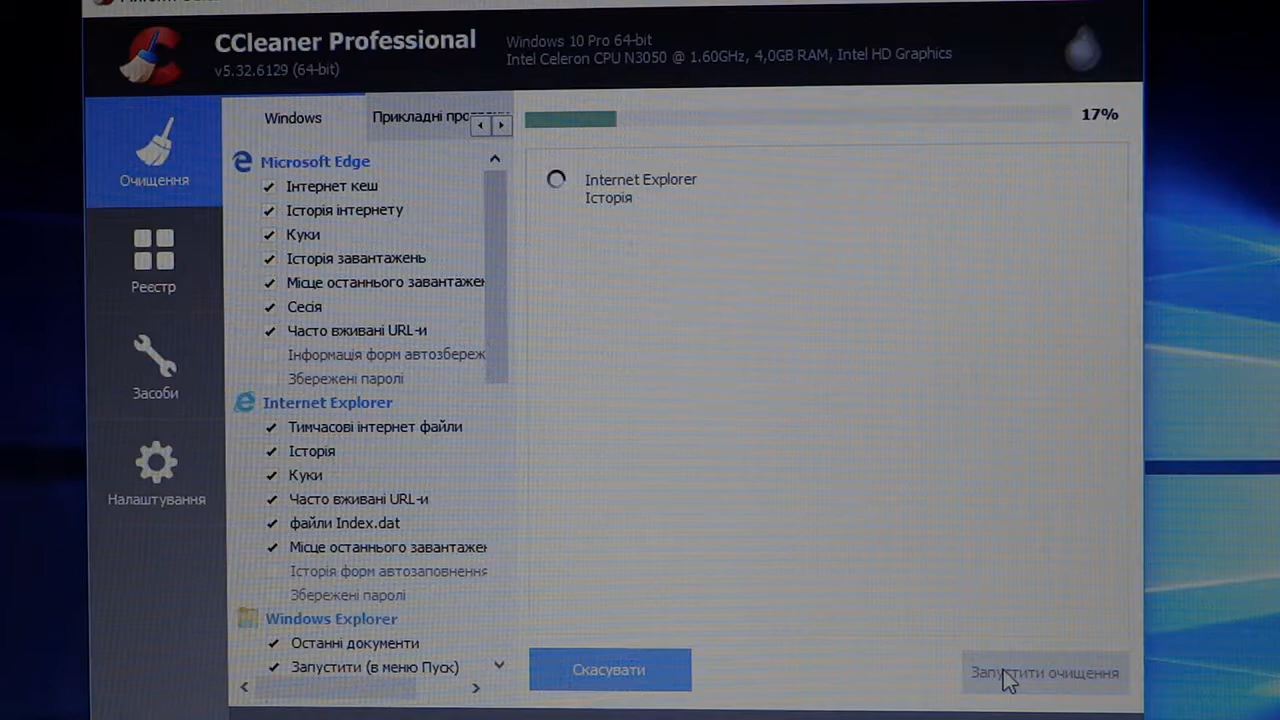 CCleaner Professional
v5.32.6129 (64-bit)
Windows 10 Pro 64-bit
Intel Celeron CPU N3050 @ 1.60GHz, 4,0GB RAM, Intel HD Graphics
Очищення
Реєстр
Засоби
Налаштування
Windows
Прикладні
Microsoft Edge
Інтернет кеш
Історія інтернету
Куки
Історія завантажень
Місце останнього завантажен
Сесія
Часто вживані URL-и
Інформація форм автозбереж
Збережені паролі
Internet Explorer
Тимчасові інтернет файли
Історія
Куки
Часто вживані URL-и
файли Index.dat
Місце останнього завантажен
Історія форм автозаповнення
Збережені паролі
Windows Explorer
Останні документи
Запустити (в меню Пуск)
17%
Internet Explorer
Історія
Скасувати
Запустити очищення